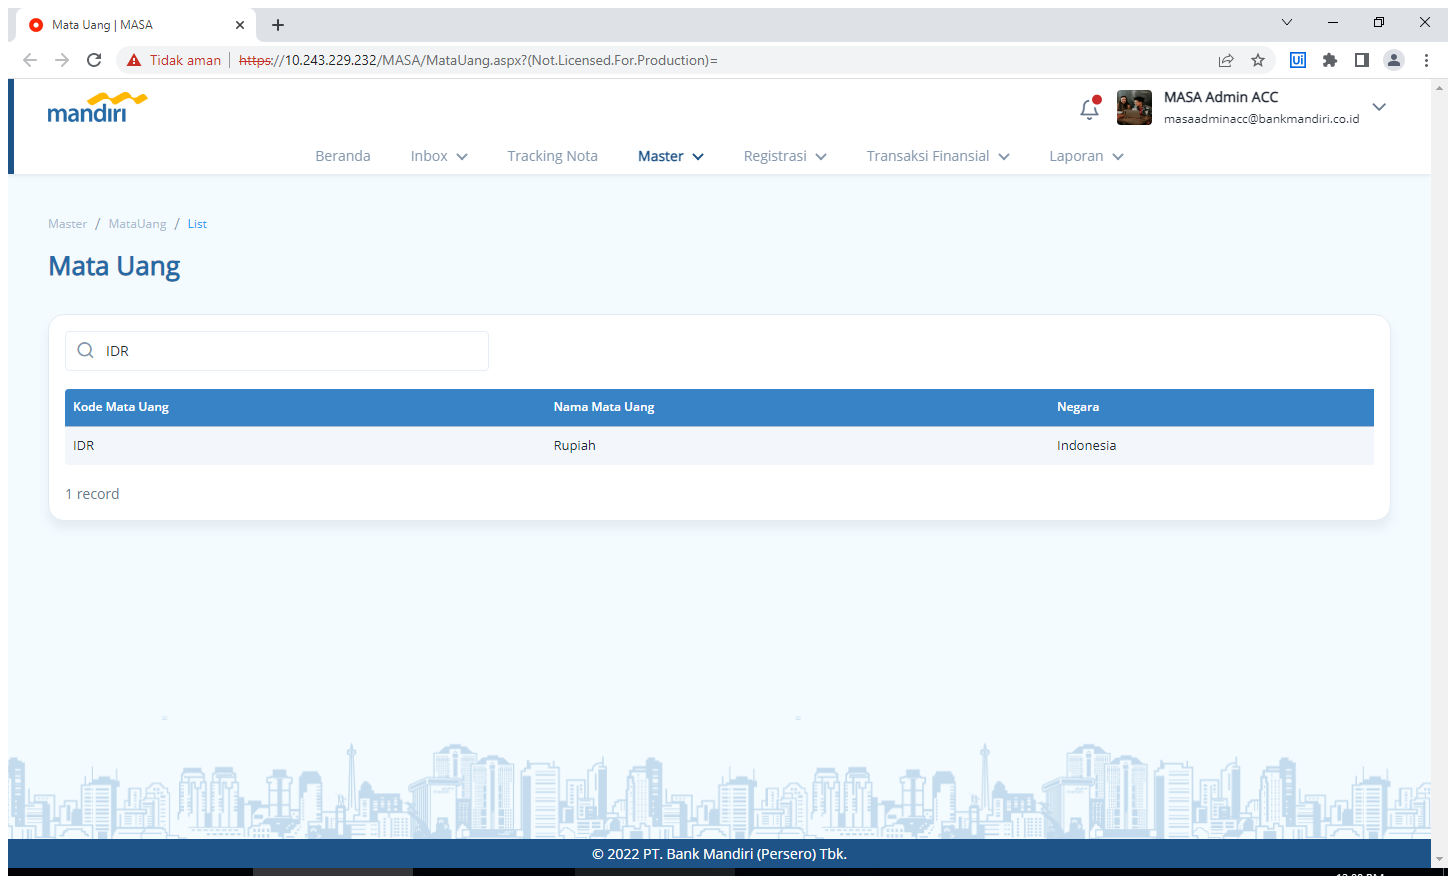 Mata Uang | MASA
Tidak aman | https://10.243.229.232/MASA/MataUang.aspx?(Not.Licensed.For.Production)=
Ui
mandiri
MASA Admin ACC
masaadminacc@bankmandiri.co.id
Beranda Inbox Tracking Nota Master Registrasi Transaksi Finansial Laporan
Master / MataUang / List
Mata Uang
IDR
Kode Mata Uang Nama Mata Uang Negara
IDR Rupiah Indonesia
1 record
© 2022 PT. Bank Mandiri (Persero) Tbk.